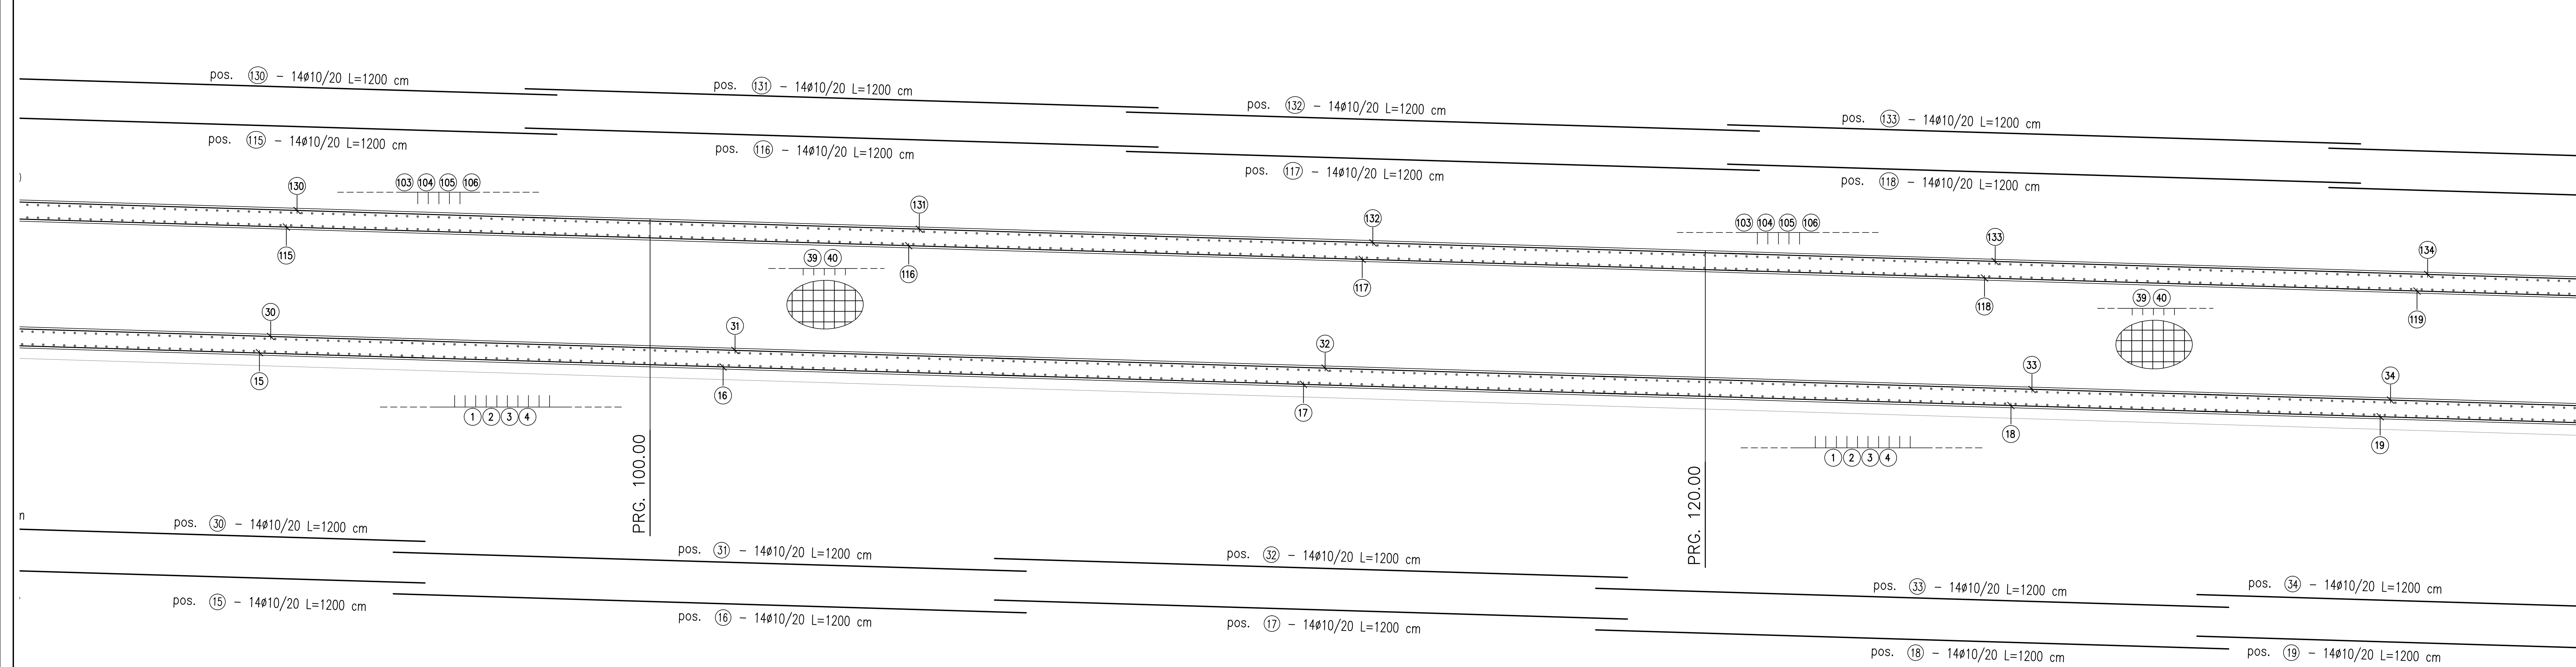 pos. 130 - 14ø10/20 L=1200 cm
pos. 131 - 14ø10/20 L=1200 cm
pos. 132 - 14ø10/20 L=1200 cm
pos. 133 - 14ø10/20 L=1200 cm
pos. 115 - 14ø10/20 L=1200 cm
pos. 116 - 14ø10/20 L=1200 cm
pos. 117 - 14ø10/20 L=1200 cm
pos. 118 - 14ø10/20 L=1200 cm
)
130
103 104 105 106
131
132
103 104 105 106
133
134
115
39 40
116
117
118
39 40
119
30
31
32
33
34
15
16
17
18
19
1 2 3 4
1 2 3 4
PRG. 100.00
PRG. 120.00
n
pos. 30 - 14ø10/20 L=1200 cm
pos. 31 - 14ø10/20 L=1200 cm
pos. 32 - 14ø10/20 L=1200 cm
pos. 33 - 14ø10/20 L=1200 cm
pos. 34 - 14ø10/20 L=1200 cm
pos. 15 - 14ø10/20 L=1200 cm
pos. 16 - 14ø10/20 L=1200 cm
pos. 17 - 14ø10/20 L=1200 cm
pos. 18 - 14ø10/20 L=1200 cm
pos. 19 - 14ø10/20 L=1200 cm